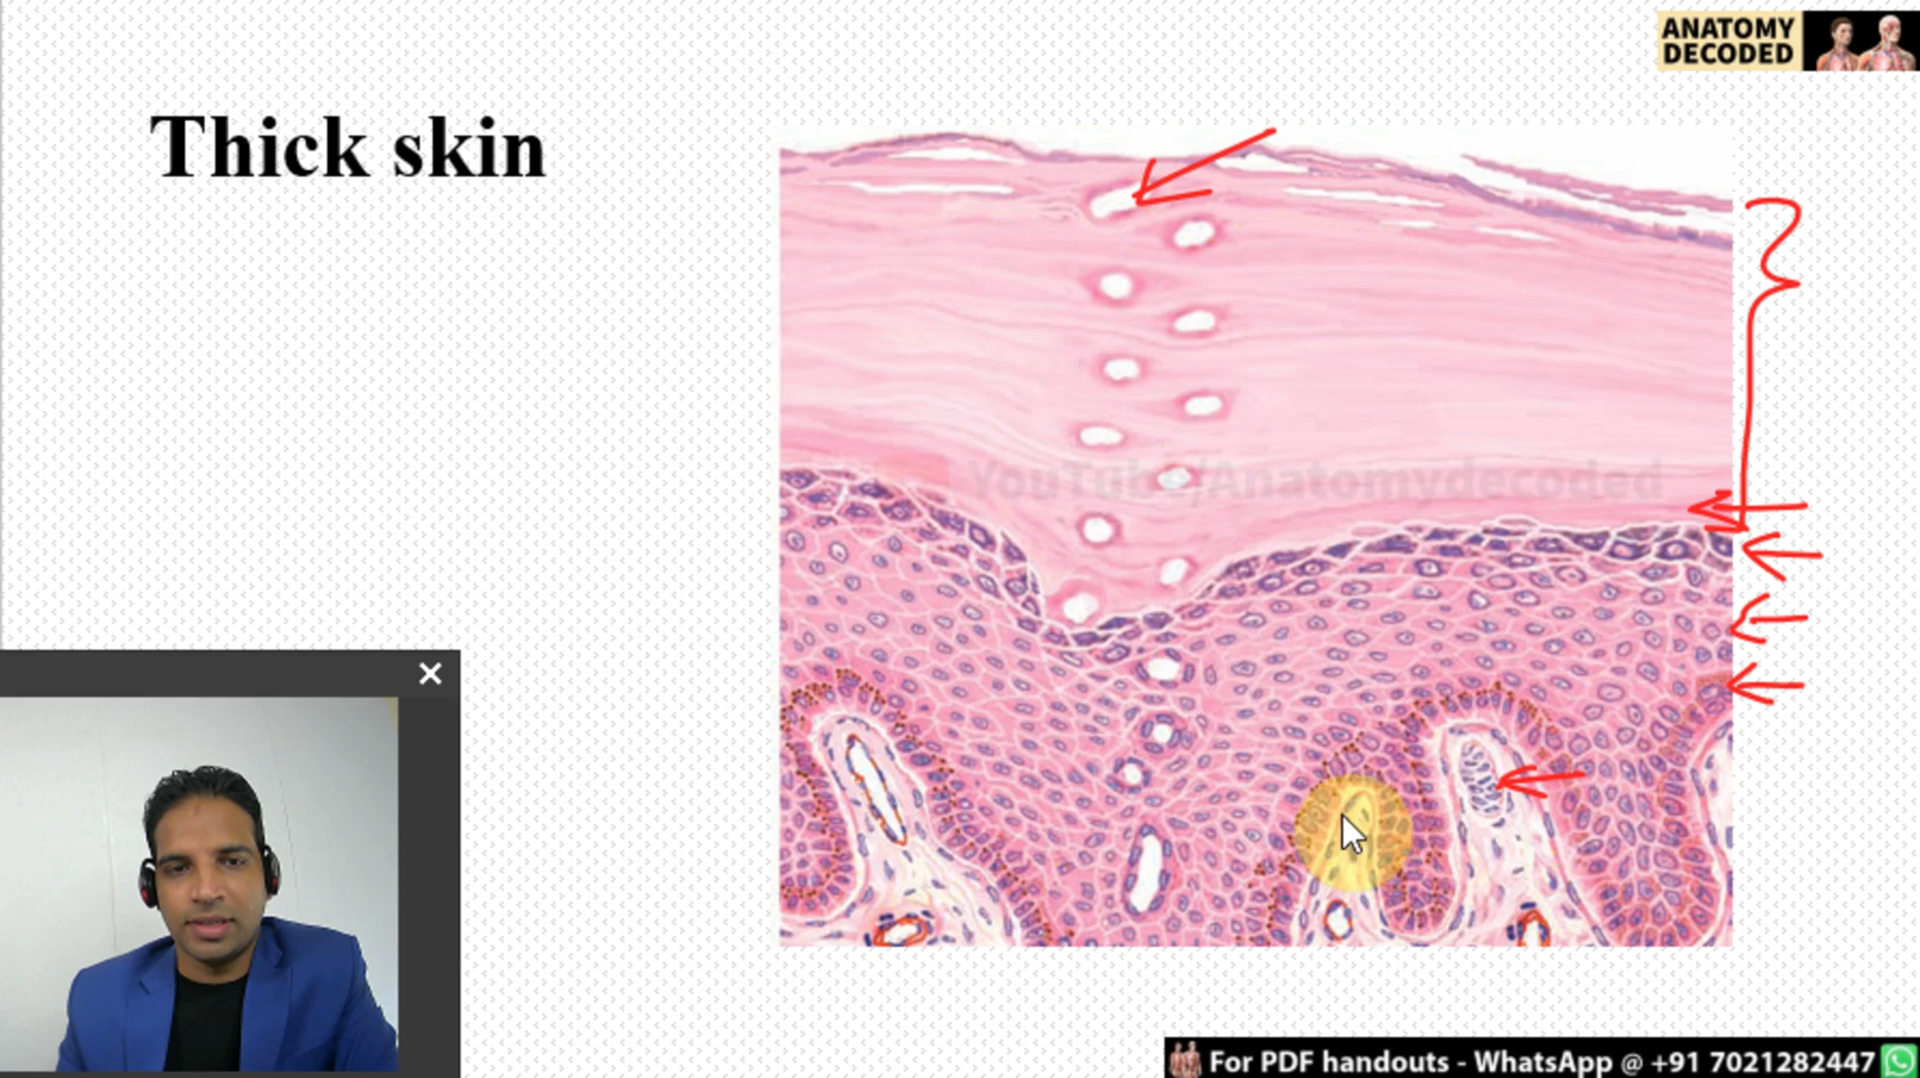 ANATOMY
DECODED
Thick skin
YouTube/Anatomydecoded
For PDF handouts - WhatsApp @ +91 7021282447